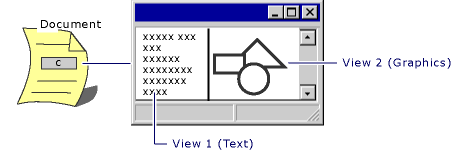 Document
c
xxxxx xxx
xxx
xxxxxx
xxxxxxxx
xxxxxxx
xxxx
View 2 (Graphics)
View 1 (Text)